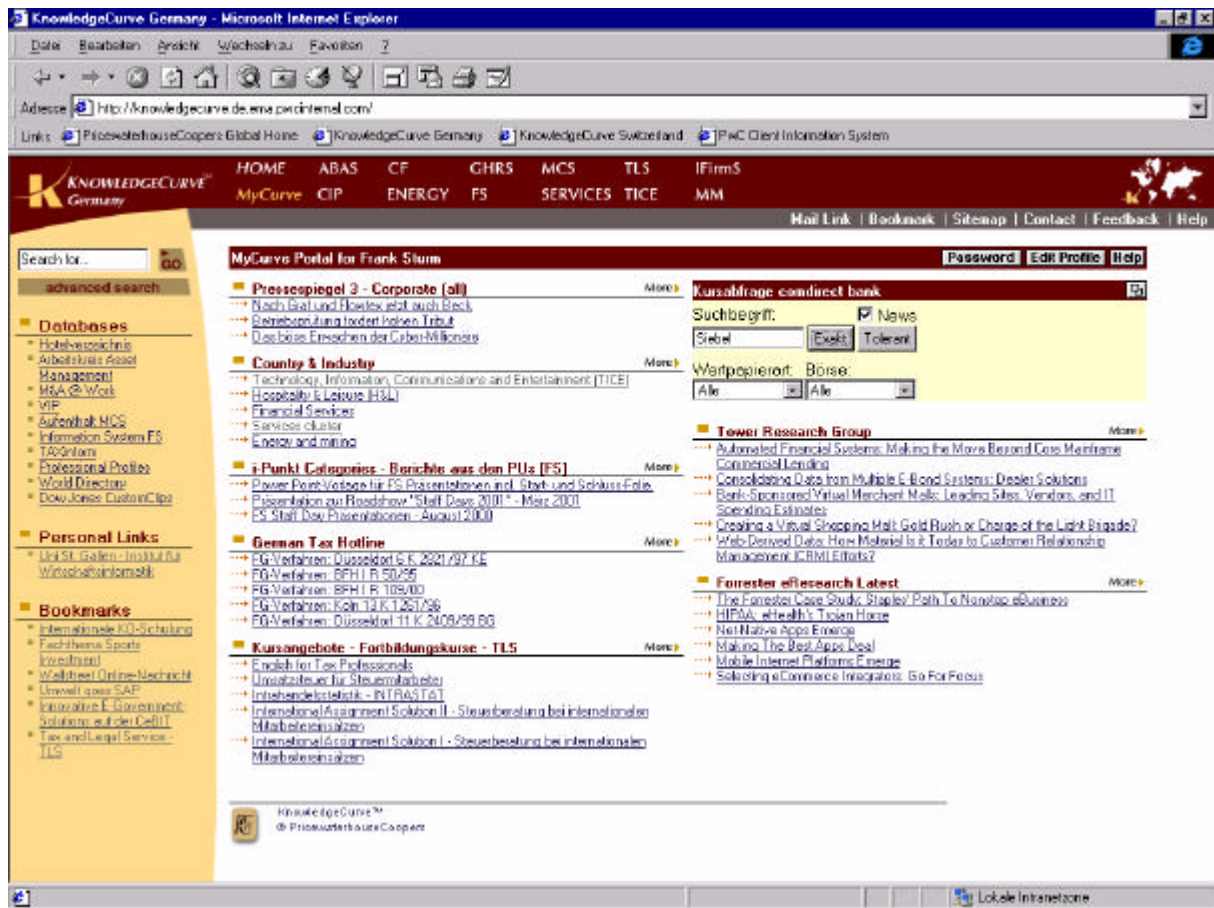 KnowledgeCurve Germany - Microsoft Internet Explorer
Datei Bearbeiten Ansicht Wechseln zu Favoriten ?
Adresse http://knowledgecurve.de.ema.pwcinternal.com/
Links PricewaterhouseCoopers Global Home KnowledgeCurve Germany KnowledgeCurve Switzerland PwC Client Information System
KNOWLEDGECURVE™
Germany
HOME ABAS CF GHRS MCS TLS IFirmS
MyCurve CIP ENERGY FS SERVICES TICE MM
Mail Link | Bookmark | Sitemap | Contact | Feedback | Help
Search for...
GO
advanced search
Databases
Hotelverzeichnis
Arbeitskreis Asset
Management
M&A @ Work
VIP
Aufenthalt MCS
Information System FS
TAXinform
Professional Profiles
World Directory
Dow Jones CustomClips
Personal Links
Uni St. Gallen - Institut für
Wirtschaftsinformatik
Bookmarks
Internationale KO-Schulung
Fachthema Sports
Investment
Wallstreet Online-Nachricht
Umwelt goes SAP
Innovative E-Government-
Solutions auf der CeBIT
Tax and Legal Service -
TLS
MyCurve Portal for Frank Sturm
Password Edit Profile Help
Pressespiegel 3 - Corporate (all) More
Nach Graf und Flowtex jetzt auch Beck
Betriebsprüfung fordert hohen Tribut
Das böse Erwachen der Cyber-Millionäre
Country & Industry More
Technology, Information, Communications and Entertainment (TICE)
Hospitality & Leisure (H&L)
Financial Services
Services cluster
Energy and mining
i-Punkt Categories - Berichte aus den PUs [FS] More
Power Point-Vorlage für FS Präsentationen incl. Start- und Schluss-Folie.
Präsentation zur Roadshow "Staff Days 2001" - März 2001
FS Staff Day Präsentationen - August 2000
German Tax Hotline More
FG-Verfahren: Düsseldorf 6 K 2821/97 KE
FG-Verfahren: BFH I R 50/95
FG-Verfahren: BFH I R 109/00
FG-Verfahren: Köln 13 K 1261/96
FG-Verfahren: Düsseldorf 11 K 2409/99 BG
Kursangebote - Fortbildungskurse - TLS More
English for Tax Professionals
Umsatzsteuer für Steuermitarbeiter
Intrahandelsstatistik - INTRASTAT
International Assignment Solution II - Steuerberatung bei internationalen
Mitarbeitereinsätzen
International Assignment Solution I - Steuerberatung bei internationalen
Mitarbeitereinsätzen
Kursabfrage comdirect bank
Suchbegriff: News
Siebel Exakt Tolerant
Wertpapierart: Börse:
Alle Alle
Tower Research Group More
Automated Financial Systems: Making the Move Beyond Core Mainframe
Commercial Lending
Consolidating Data from Multiple E-Bond Systems: Dealer Solutions
Bank-Sponsored Virtual Merchant Malls: Leading Sites, Vendors, and IT
Spending Estimates
Creating a Virtual Shopping Mall: Gold Rush or Charge of the Light Brigade?
Web-Derived Data: How Material Is it Today to Customer Relationship
Management (CRM) Efforts?
Forrester eResearch Latest More
The Forrester Case Study: Staples' Path To Nonstop eBusiness
HIPAA: eHealth's Trojan Horse
Net-Native Apps Emerge
Making The Best Apps Deal
Mobile Internet Platforms Emerge
Selecting eCommerce Integrators: Go For Focus
KnowledgeCurve™
® PricewaterhouseCoopers
Lokale Intranetzone